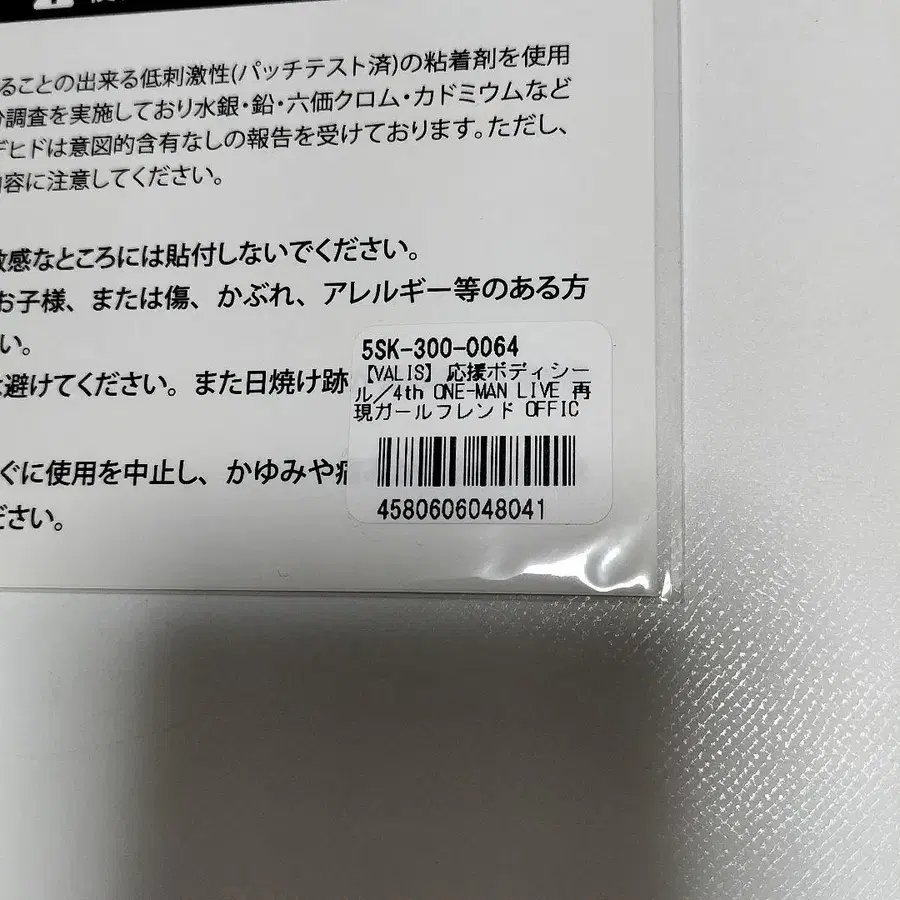 ることの出来る低刺激性(パッチテスト済)の粘着剤を使用
調査を実施しており水銀・鉛・六価クロム・カドミウムなど
デヒドは意図的含有なしの報告を受けております。ただし、
容に注意してください。
敏感なところには貼付しないでください。
お子様、または傷、かぶれ、アレルギー等のある方
い。
は避けてください。また日焼け跡
ぐに使用を中止し、かゆみや
ださい。
5SK-300-0064
【VALIS】応援ボディシー
ル/4th ONE-MAN LIVE 再
現ガールフレンド OFFIC
4580606048041